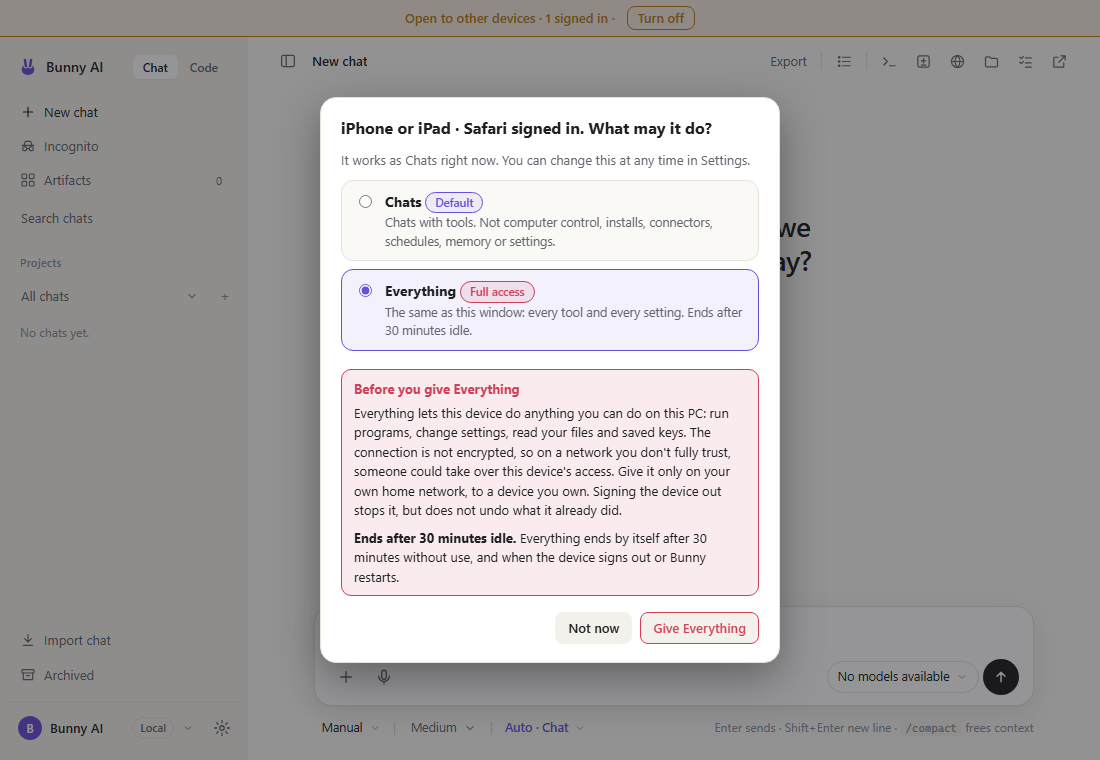 Open to other devices · 1 signed in ·
Turn off
Bunny AI
Chat
Code
New chat
Export
New chat
Incognito
Artifacts
0
Search chats
Projects
All chats
No chats yet.
Import chat
Archived
B
Bunny AI
Local
we
ay?
iPhone or iPad · Safari signed in. What may it do?
It works as Chats right now. You can change this at any time in Settings.
Chats Default
Chats with tools. Not computer control, installs, connectors,
schedules, memory or settings.
Everything Full access
The same as this window: every tool and every setting. Ends after
30 minutes idle.
Before you give Everything
Everything lets this device do anything you can do on this PC: run
programs, change settings, read your files and saved keys. The
connection is not encrypted, so on a network you don't fully trust,
someone could take over this device's access. Give it only on your
own home network, to a device you own. Signing the device out
stops it, but does not undo what it already did.
Ends after 30 minutes idle. Everything ends by itself after 30
minutes without use, and when the device signs out or Bunny
restarts.
Not now
Give Everything
No models available
Manual
Medium
Auto · Chat
Enter sends · Shift+Enter new line · /compact frees context